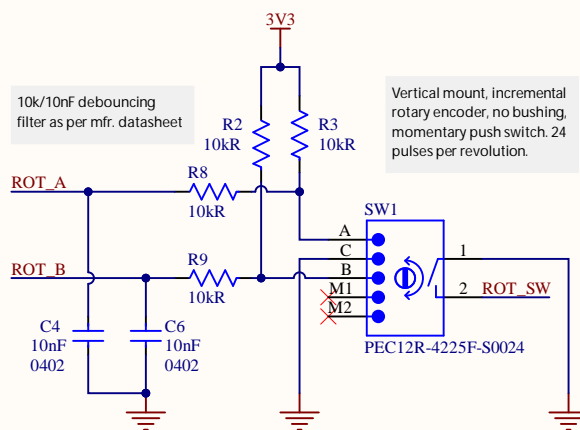 3V3
10k/10nF debouncing
filter as per mfr. datasheet
Vertical mount, incremental
rotary encoder, no bushing,
momentary push switch. 24
pulses per revolution.
R2
10kR
R3
10kR
ROT_A
R8
10kR
SW1
A
C
B
M1
M2
1
2
ROT_SW
ROT_B
R9
10kR
C4
10nF
0402
C6
10nF
0402
PEC12R-4225F-S0024